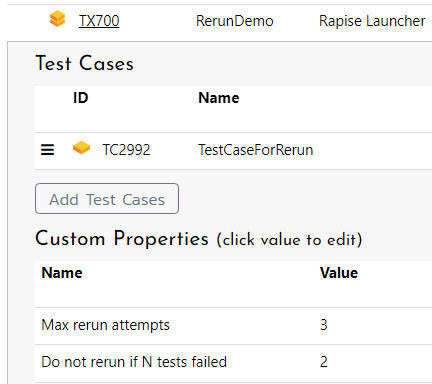 TX700 RerunDemo Rapise Launcher
Test Cases
ID Name
TC2992 TestCaseForRerun
Add Test Cases
Custom Properties (click value to edit)
Name Value
Max rerun attempts 3
Do not rerun if N tests failed 2